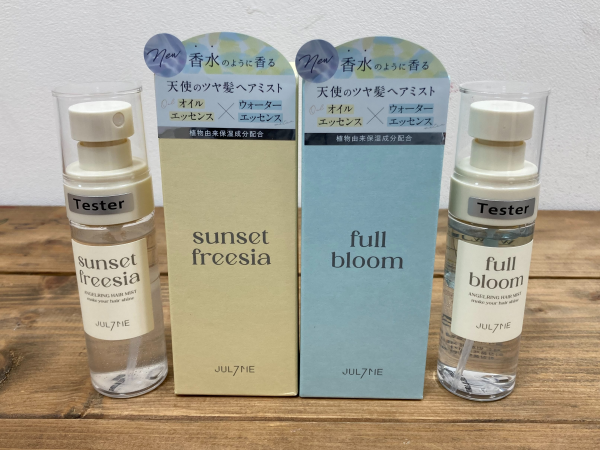 Tester
sunset
freesia
ANGELRING HAIR MIST
make your hair shine
JUL7ME
New
香水のように香る
天使のツヤ髪ヘアミスト
オイル
エッセンス
×
ウォーター
エッセンス
植物由来保湿成分配合
sunset
freesia
JUL7ME
New
香水のように香る
天使のツヤ髪ヘアミスト
オイル
エッセンス
×
ウォーター
エッセンス
植物由来保湿成分配合
full
bloom
JUL7ME
Tester
full
bloom
ANGELRING HAIR MIST
make your hair shine
JUL7ME